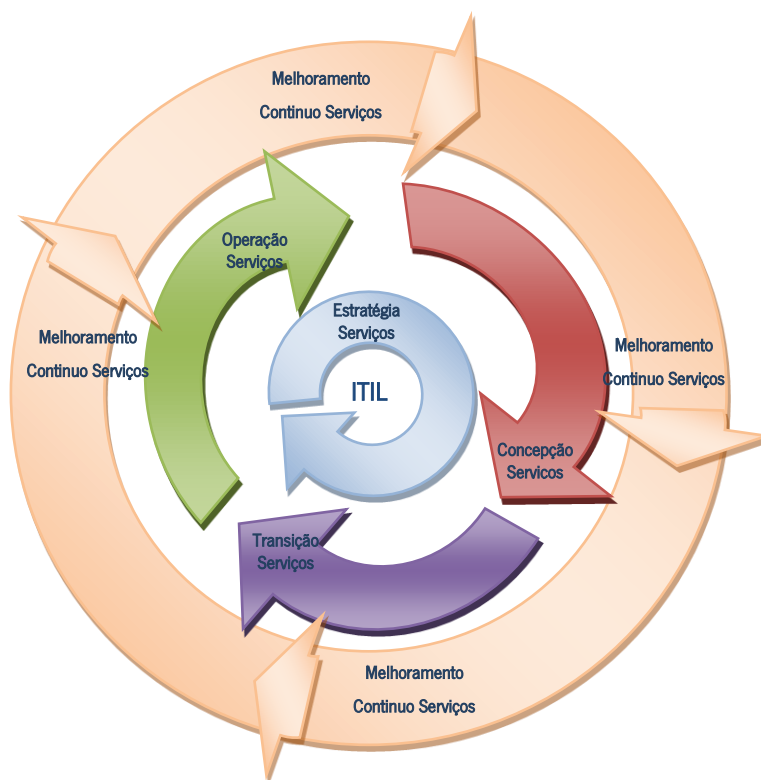 Melhoramento
Continuo Serviços
Operação
Serviços
Estratégia
Serviços
ITIL
Melhoramento
Continuo Serviços
Melhoramento
Continuo Serviços
Concepção
Servicos
Transição
Serviços
Melhoramento
Continuo Serviços